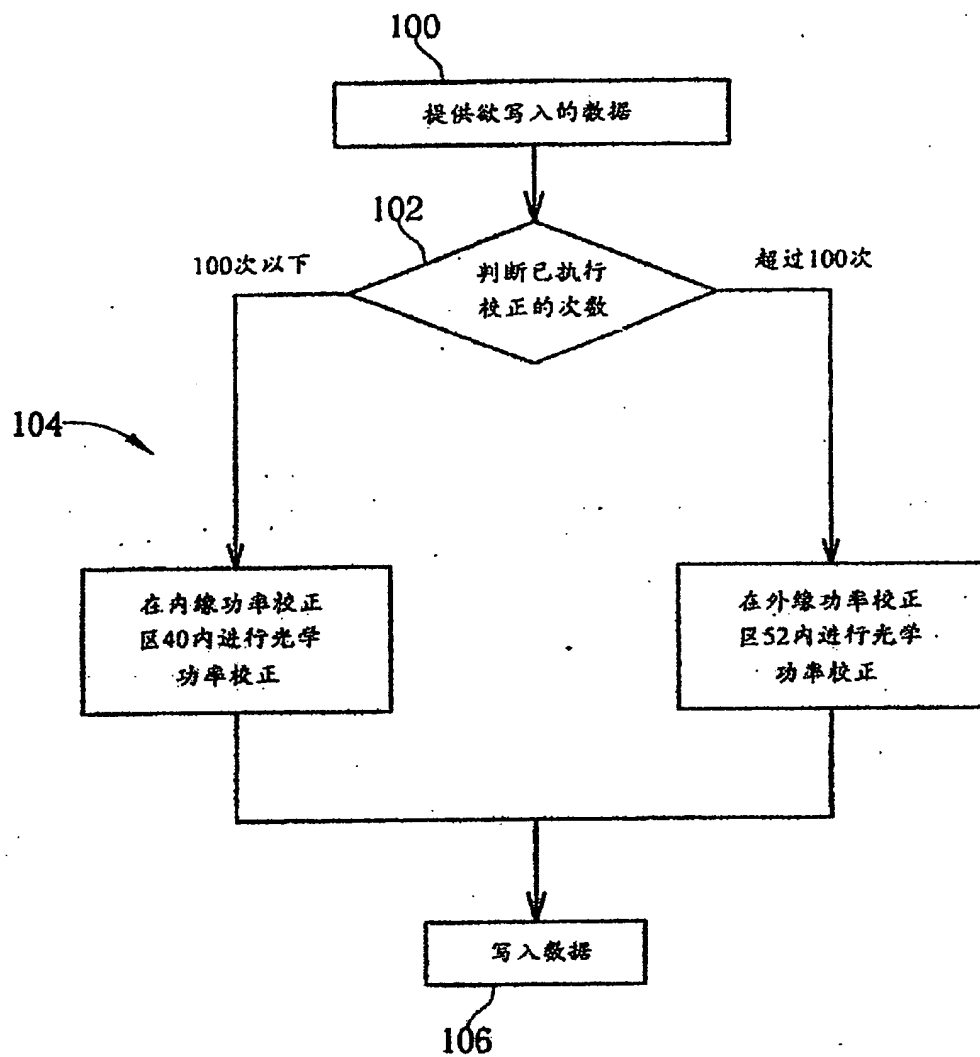 100
提供欲写入的数据
102
100次以下
判断已执行
校正的次数
超过100次
104
在内缘功率校正
区40内进行光学
功率校正
在外缘功率校正
区52内进行光学
功率校正
写入数据
106